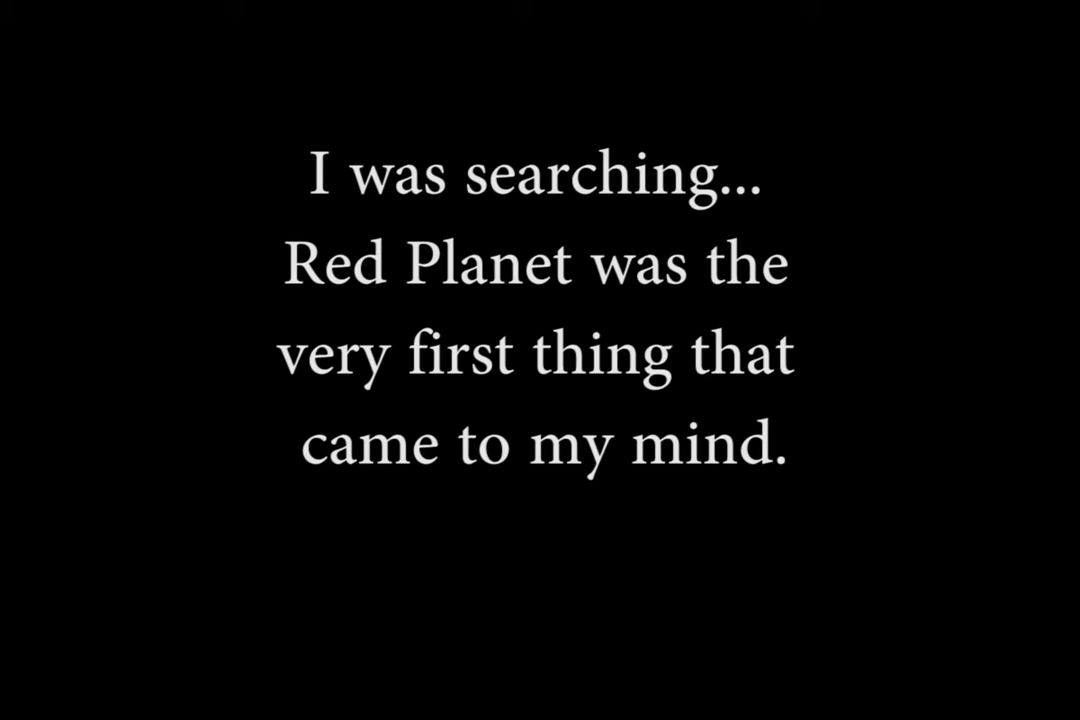 I was searching...
Red Planet was the
very first thing that
came to my mind.